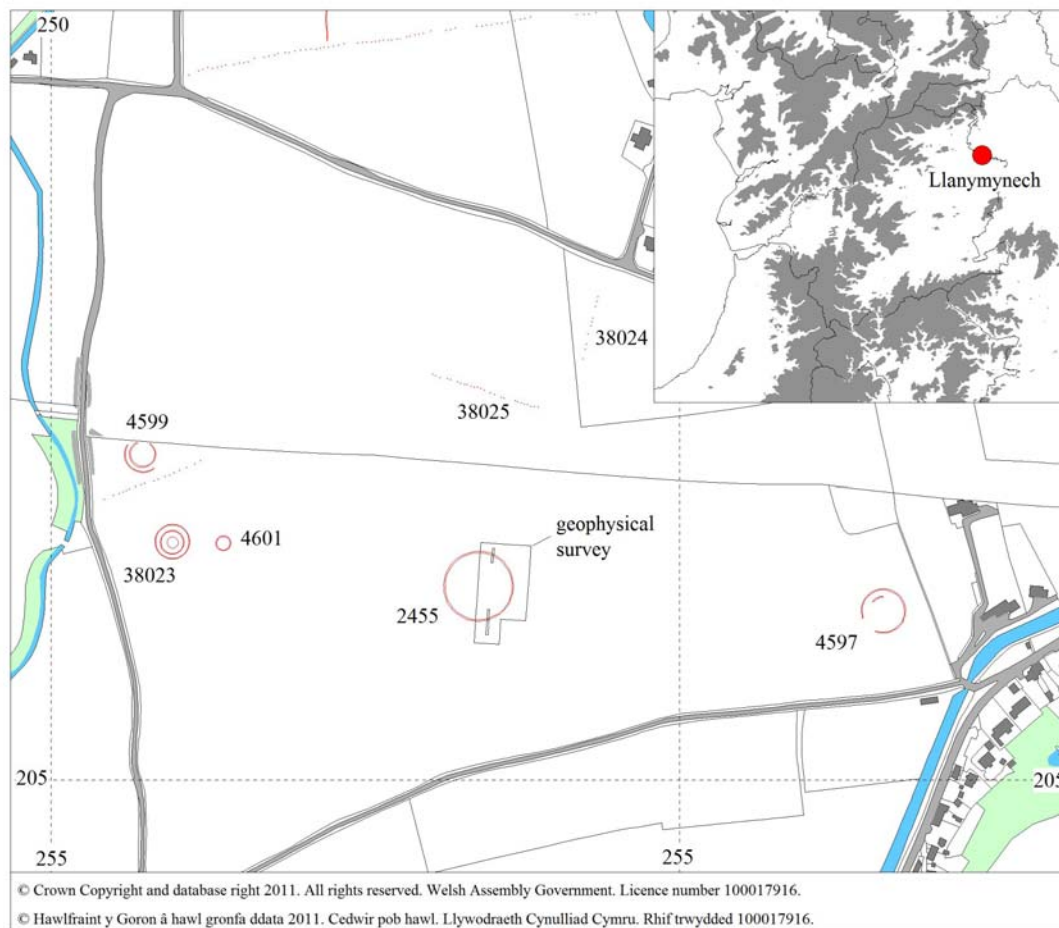 250
Llanymynech
38024
38025
4599
geophysical
survey
4601
38023
2455
4597
205
205
255
255
© Crown Copyright and database right 2011. All rights reserved. Welsh Assembly Government. Licence number 100017916.
© Hawlfraint y Goron â hawl gronfa ddata 2011. Cedwir pob hawl. Llywodraeth Cynulliad Cymru. Rhif trwydded 100017916.